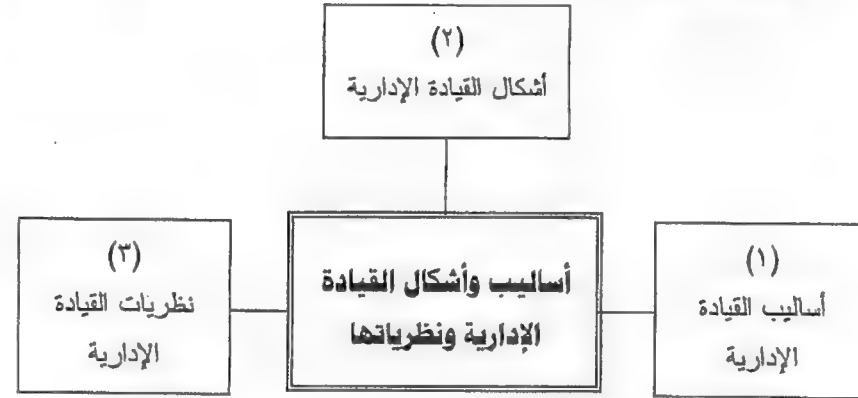 (٢)
أشكال القيادة الإدارية
(١)
أساليب القيادة
الإدارية
أساليب وأشكال القيادة
الإدارية ونظرياتها
(٣)
نظريات القيادة
الإدارية